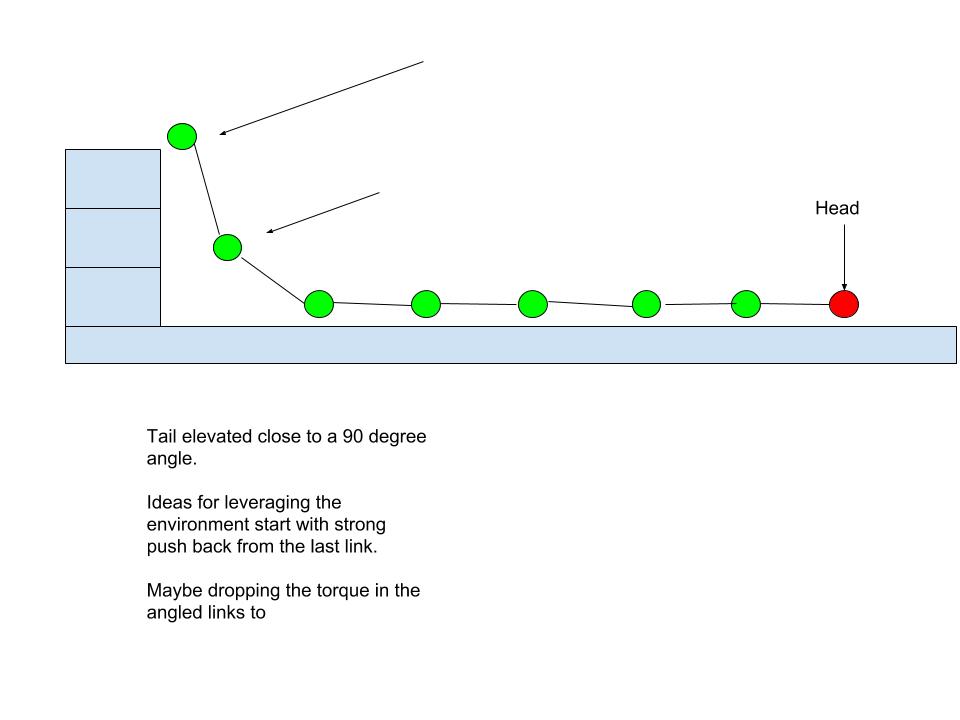 Head
Tail elevated close to a 90 degree
angle.
Ideas for leveraging the
environment start with strong
push back from the last link.
Maybe dropping the torque in the
angled links to